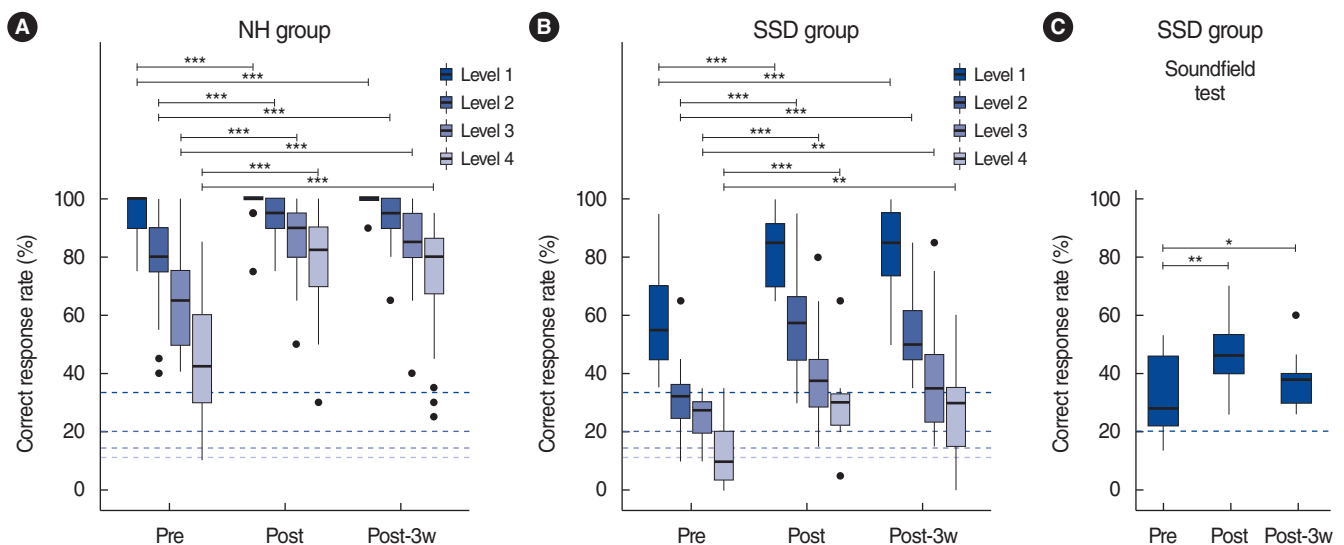 A
NH group
***
***
***
***
***
***
***
***
Level 1
Level 2
Level 3
Level 4
Correct response rate (%)
100
80
60
40
20
0
Pre
Post
Post-3w
B
SSD group
***
***
***
***
***
**
***
**
Level 1
Level 2
Level 3
Level 4
Correct response rate (%)
100
80
60
40
20
0
Pre
Post
Post-3w
C
SSD group
Soundfield
test
*
**
Correct response rate (%)
100
80
60
40
20
0
Pre
Post
Post-3w